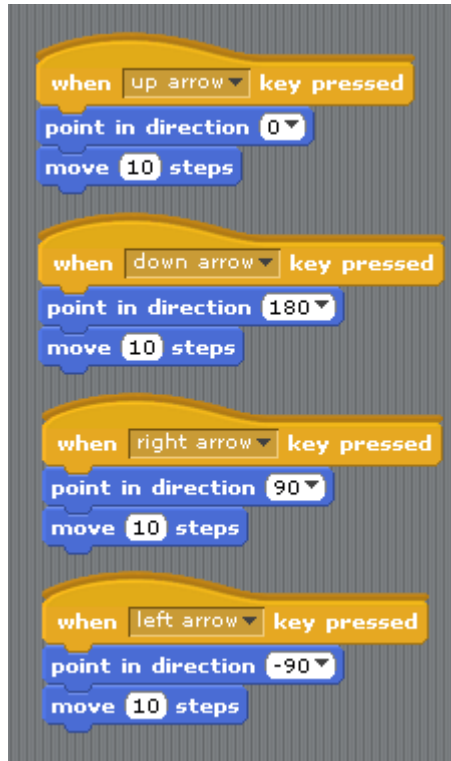 when up arrow key pressed
point in direction 0
move 10 steps
when down arrow key pressed
point in direction 180
move 10 steps
when right arrow key pressed
point in direction 90
move 10 steps
when left arrow key pressed
point in direction -90
move 10 steps